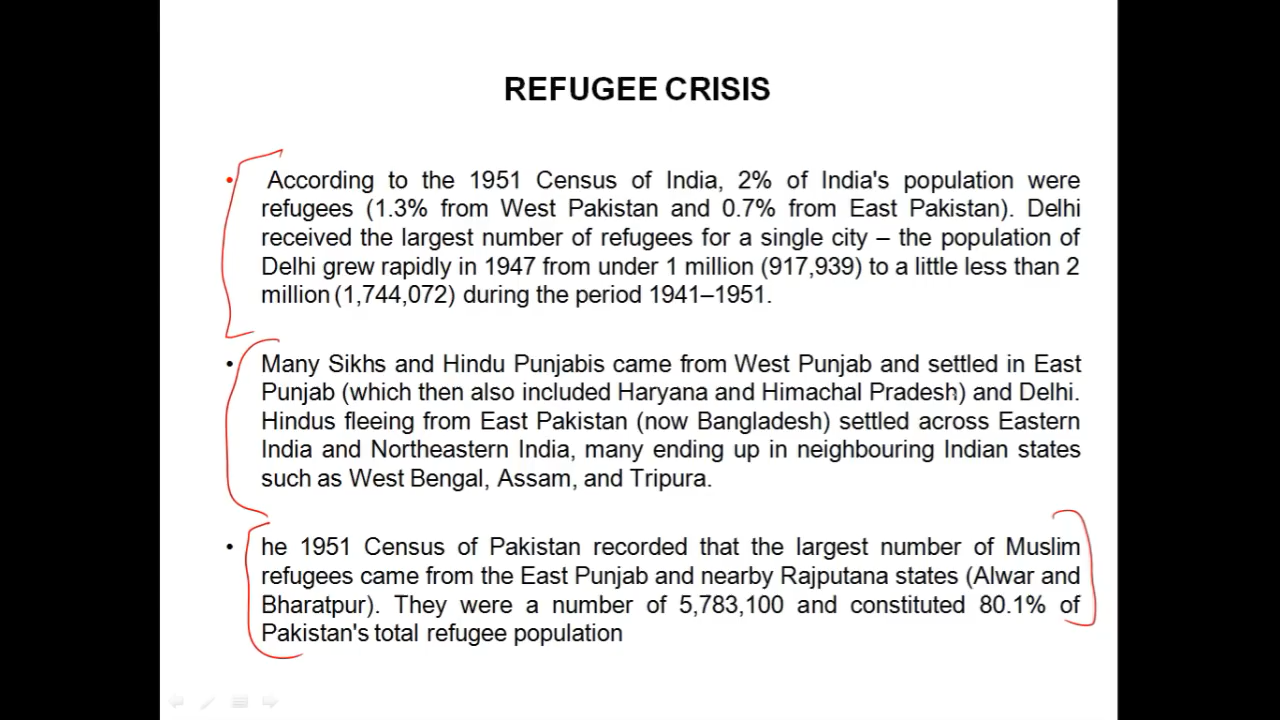 REFUGEE CRISIS
• According to the 1951 Census of India, 2% of India's population were
refugees (1.3% from West Pakistan and 0.7% from East Pakistan). Delhi
received the largest number of refugees for a single city – the population of
Delhi grew rapidly in 1947 from under 1 million (917,939) to a little less than 2
million (1,744,072) during the period 1941–1951.
• Many Sikhs and Hindu Punjabis came from West Punjab and settled in East
Punjab (which then also included Haryana and Himachal Pradesh) and Delhi.
Hindus fleeing from East Pakistan (now Bangladesh) settled across Eastern
India and Northeastern India, many ending up in neighbouring Indian states
such as West Bengal, Assam, and Tripura.
• he 1951 Census of Pakistan recorded that the largest number of Muslim
refugees came from the East Punjab and nearby Rajputana states (Alwar and
Bharatpur). They were a number of 5,783,100 and constituted 80.1% of
Pakistan's total refugee population